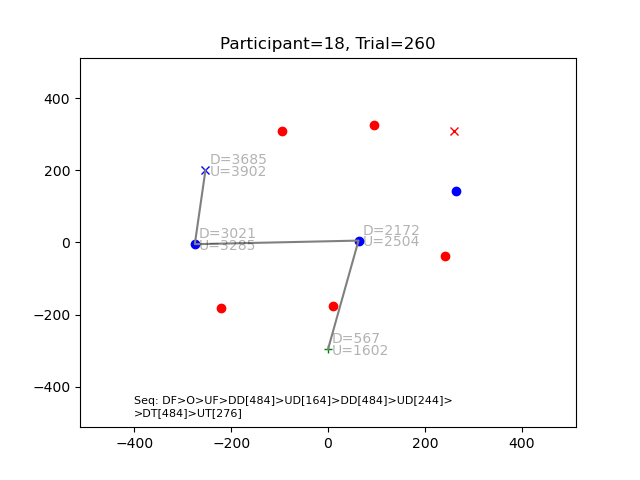 Participant=18, Trial=260
400
200
0
−200
−400
D=3685
U=3902
D=3021
U=3285
D=2172
U=2504
D=567
U=1602
Seq: DF>O>UF>DD[484]>UD[164]>DD[484]>UD[244]>
>DT[484]>UT[276]
−400 −200 0 200 400